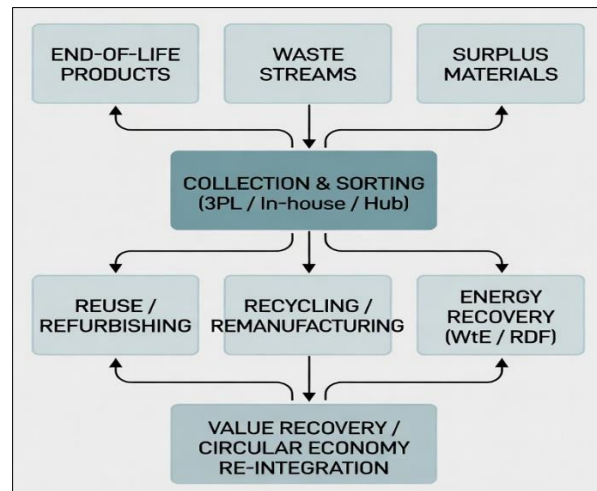 END-OF-LIFE
PRODUCTS
WASTE
STREAMS
SURPLUS
MATERIALS
COLLECTION & SORTING
(3PL / In-house / Hub)
REUSE /
REFURBISHING
RECYCLING /
REMANUFACTURING
ENERGY
RECOVERY
(WtE / RDF)
VALUE RECOVERY /
CIRCULAR ECONOMY
RE-INTEGRATION